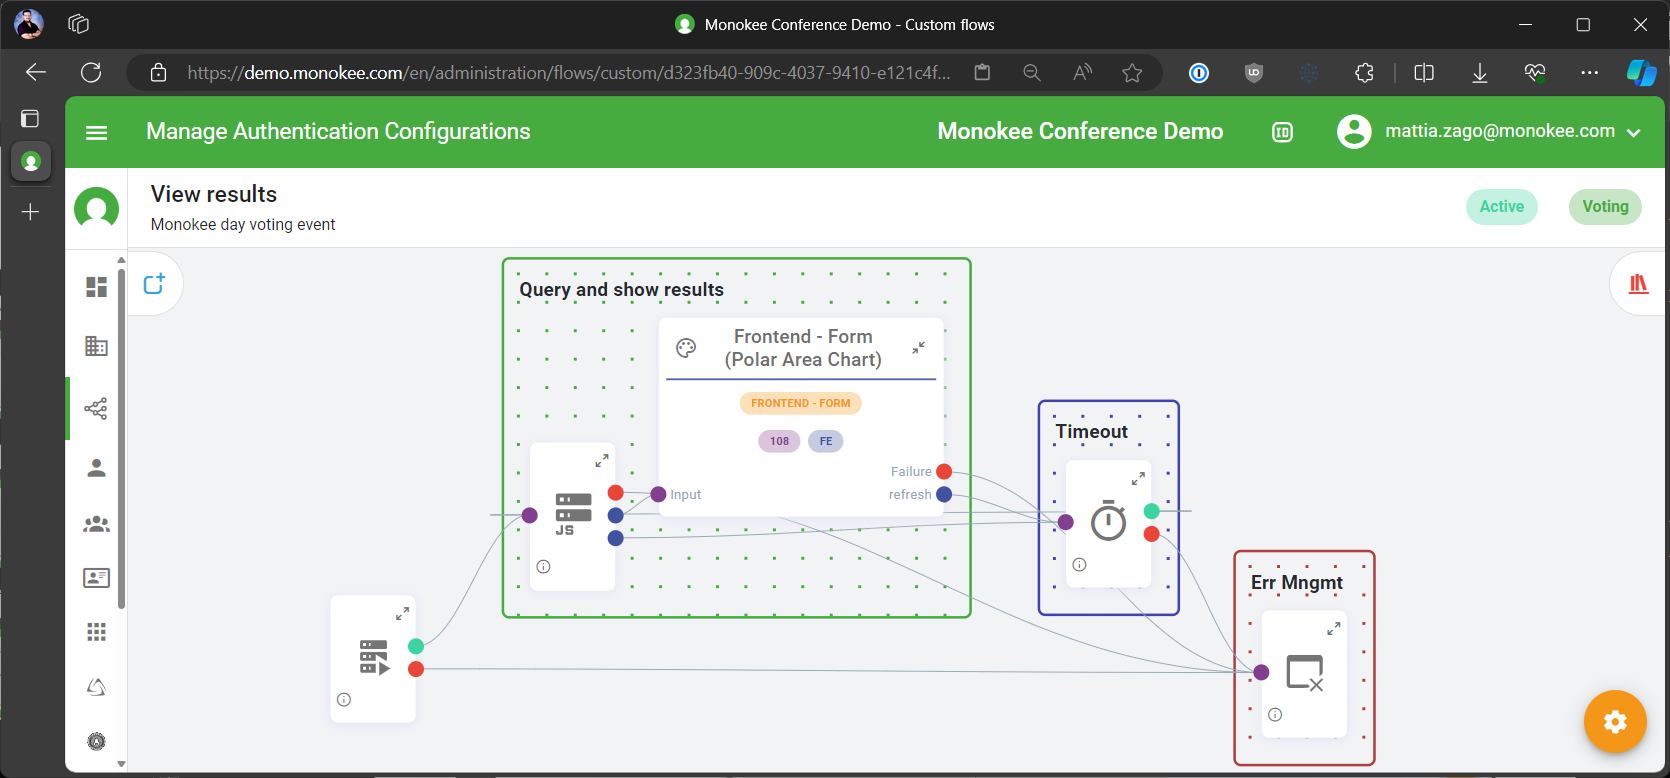 Monokee Conference Demo - Custom flows
https://demo.monokee.com/en/administration/flows/custom/d323fb40-909c-4037-9410-e121c4f...
Manage Authentication Configurations
Monokee Conference Demo
mattia.zago@monokee.com
View results
Monokee day voting event
Active
Voting
Query and show results
Frontend - Form
(Polar Area Chart)
FRONTEND - FORM
108
FE
Failure
Input
refresh
JS
Timeout
Err Mngmt